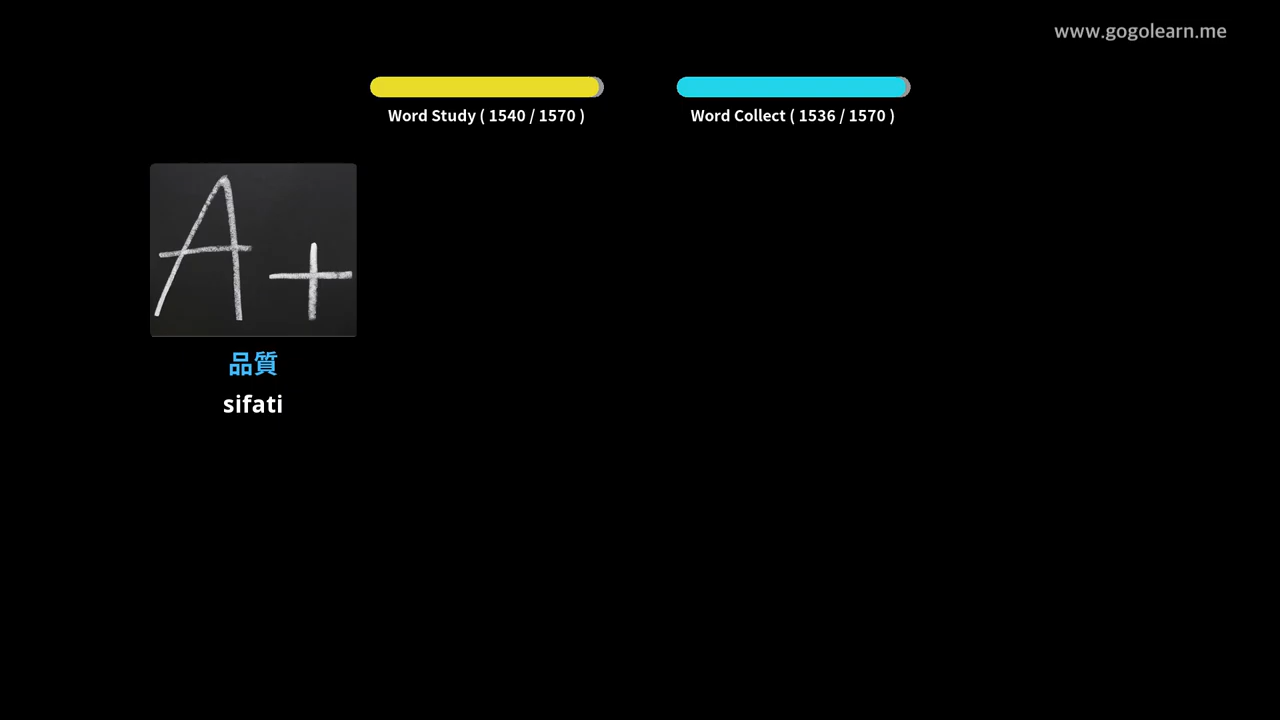 www.gogolearn.me
Word Study ( 1540 / 1570 )
Word Collect ( 1536 / 1570 )
A+
品質
sifati